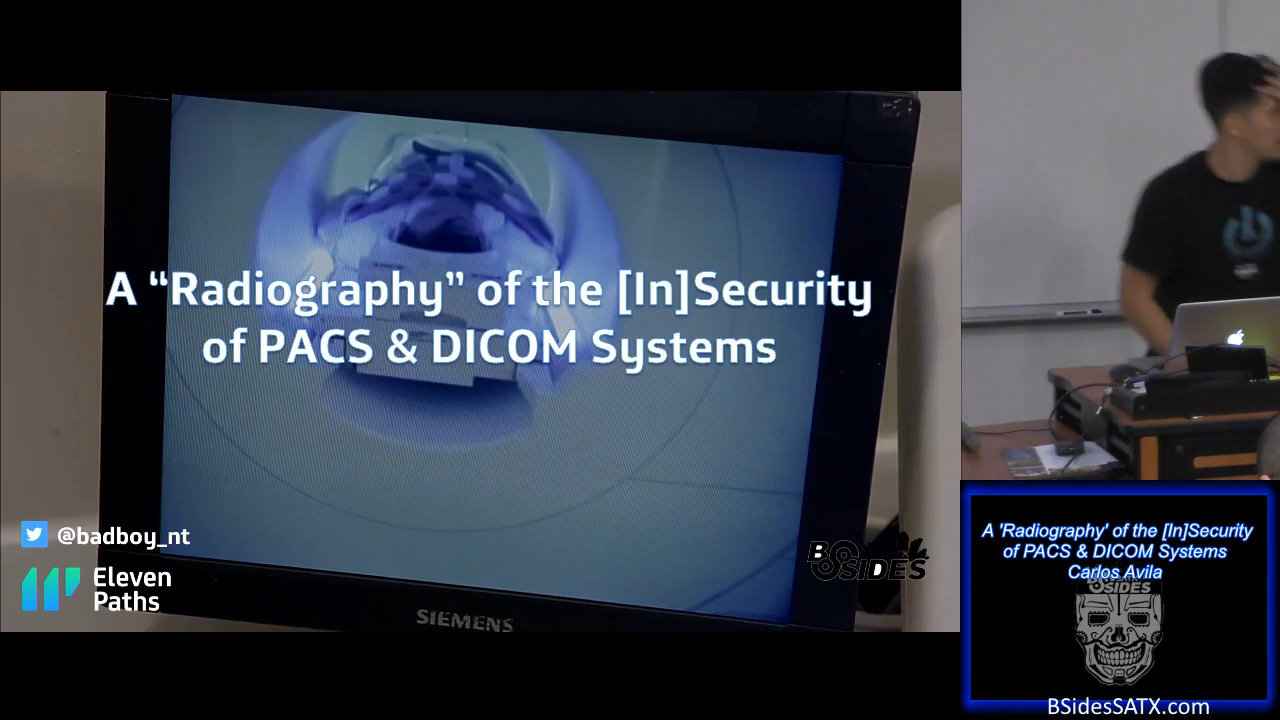 A “Radiography” of the [In]Security
of PACS & DICOM Systems
@badboy_nt
Eleven
Paths
BSIDES
SIEMENS
A 'Radiography' of the [In]Security
of PACS & DICOM Systems
Carlos Avila
BSIDES
BSidesSATX.com